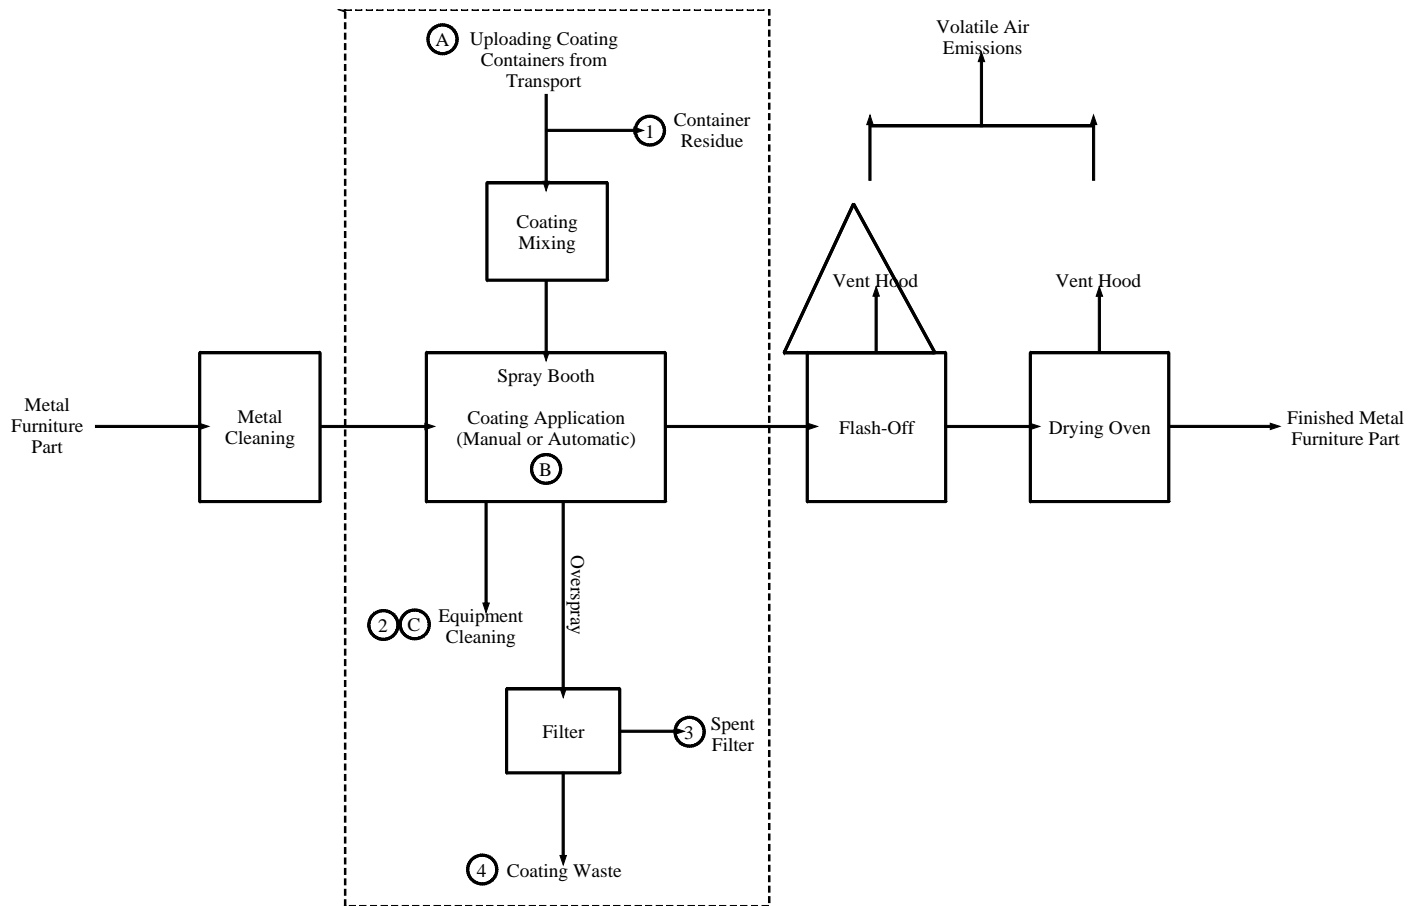 A
Uploading Coating
Containers from
Transport
Volatile Air
Emissions
1
Container
Residue
Coating
Mixing
Vent Hood
Vent Hood
Spray Booth
Metal
Furniture
Part
Metal
Cleaning
Coating Application
(Manual or Automatic)
B
Flash-Off
Drying Oven
Finished Metal
Furniture Part
Overspray
2
C
Equipment
Cleaning
Filter
3
Spent
Filter
4
Coating Waste